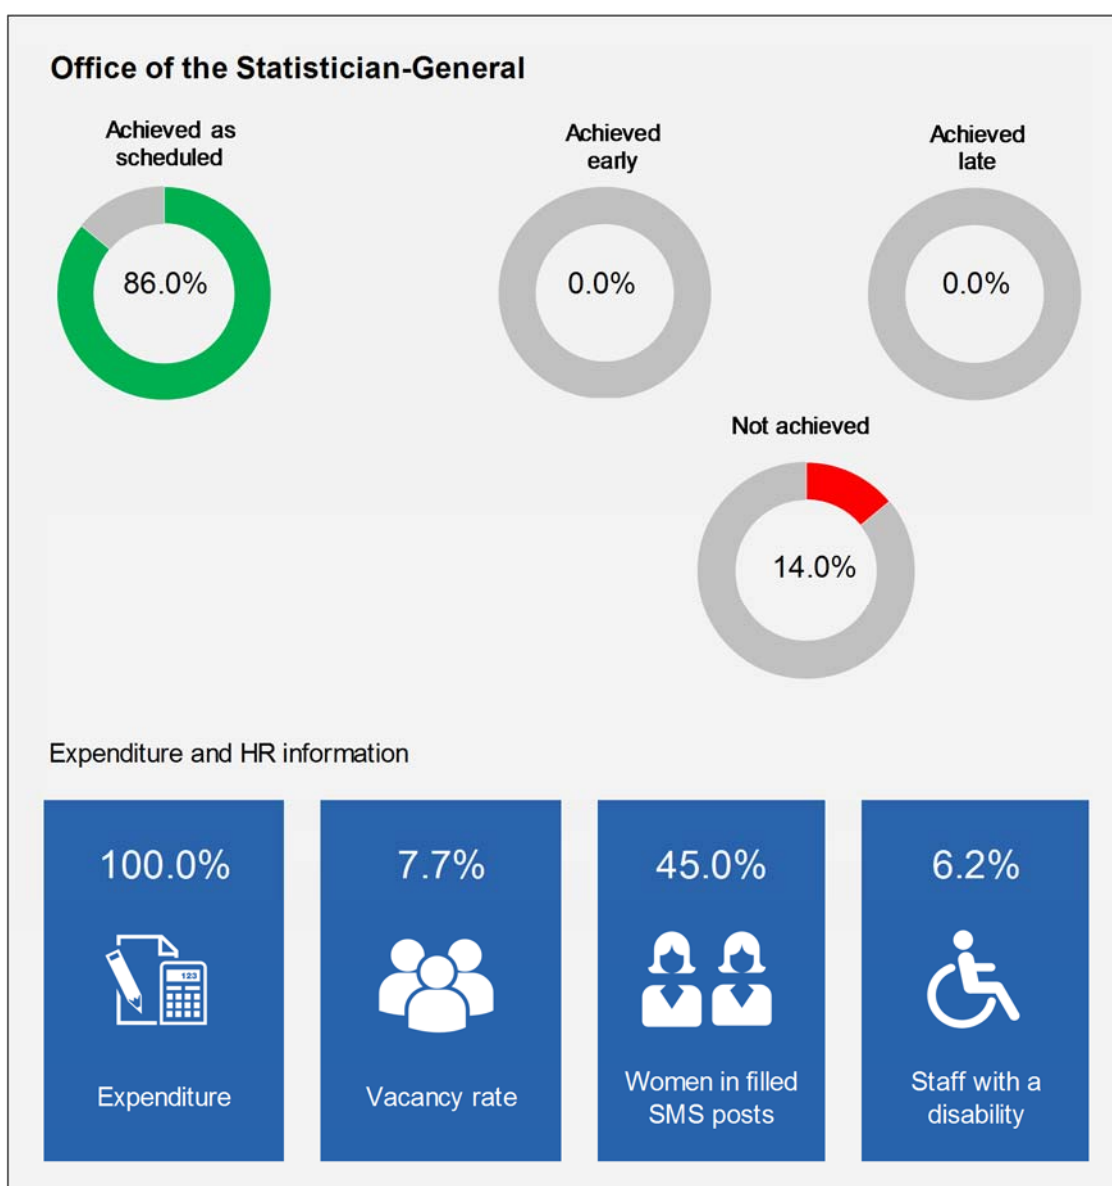 Office of the Statistician-General
Achieved as
scheduled
86.0%
Achieved
early
0.0%
Achieved
late
0.0%
Not achieved
14.0%
Expenditure and HR information
100.0%
123
Expenditure
7.7%
Vacancy rate
45.0%
Women in filled
SMS posts
6.2%
Staff with a
disability